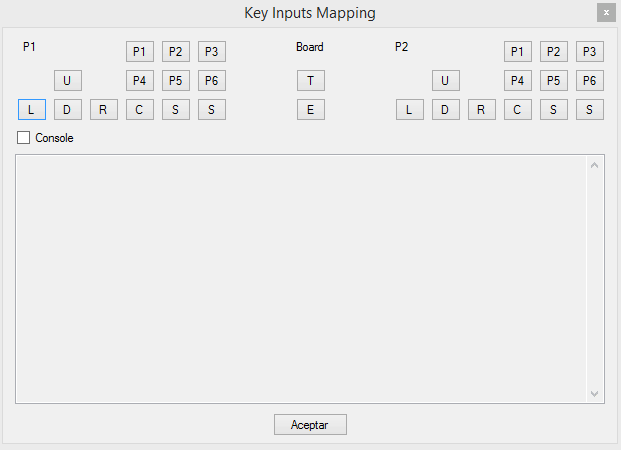 Key Inputs Mapping x
P1 P1 P2 P3 Board P2 P1 P2 P3
U P4 P5 P6 T U P4 P5 P6
L D R C S S E L D R C S S
Console
Aceptar